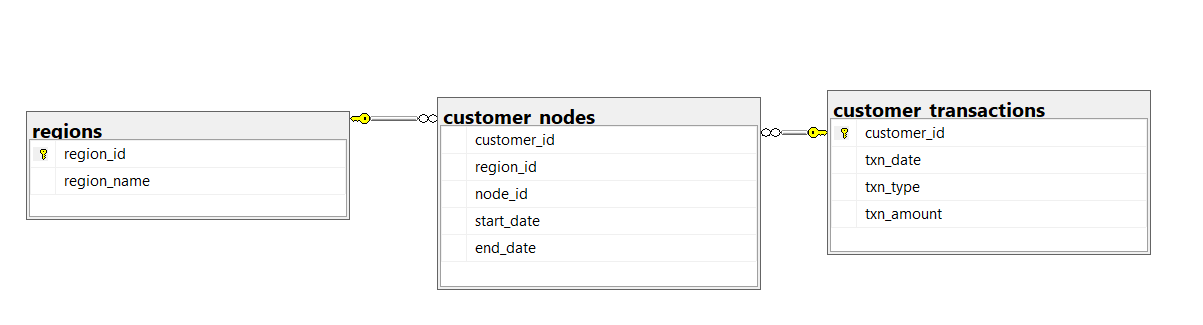 regions
region_id
region_name
customer_nodes
customer_id
region_id
node_id
start_date
end_date
customer_transactions
customer_id
txn_date
txn_type
txn_amount